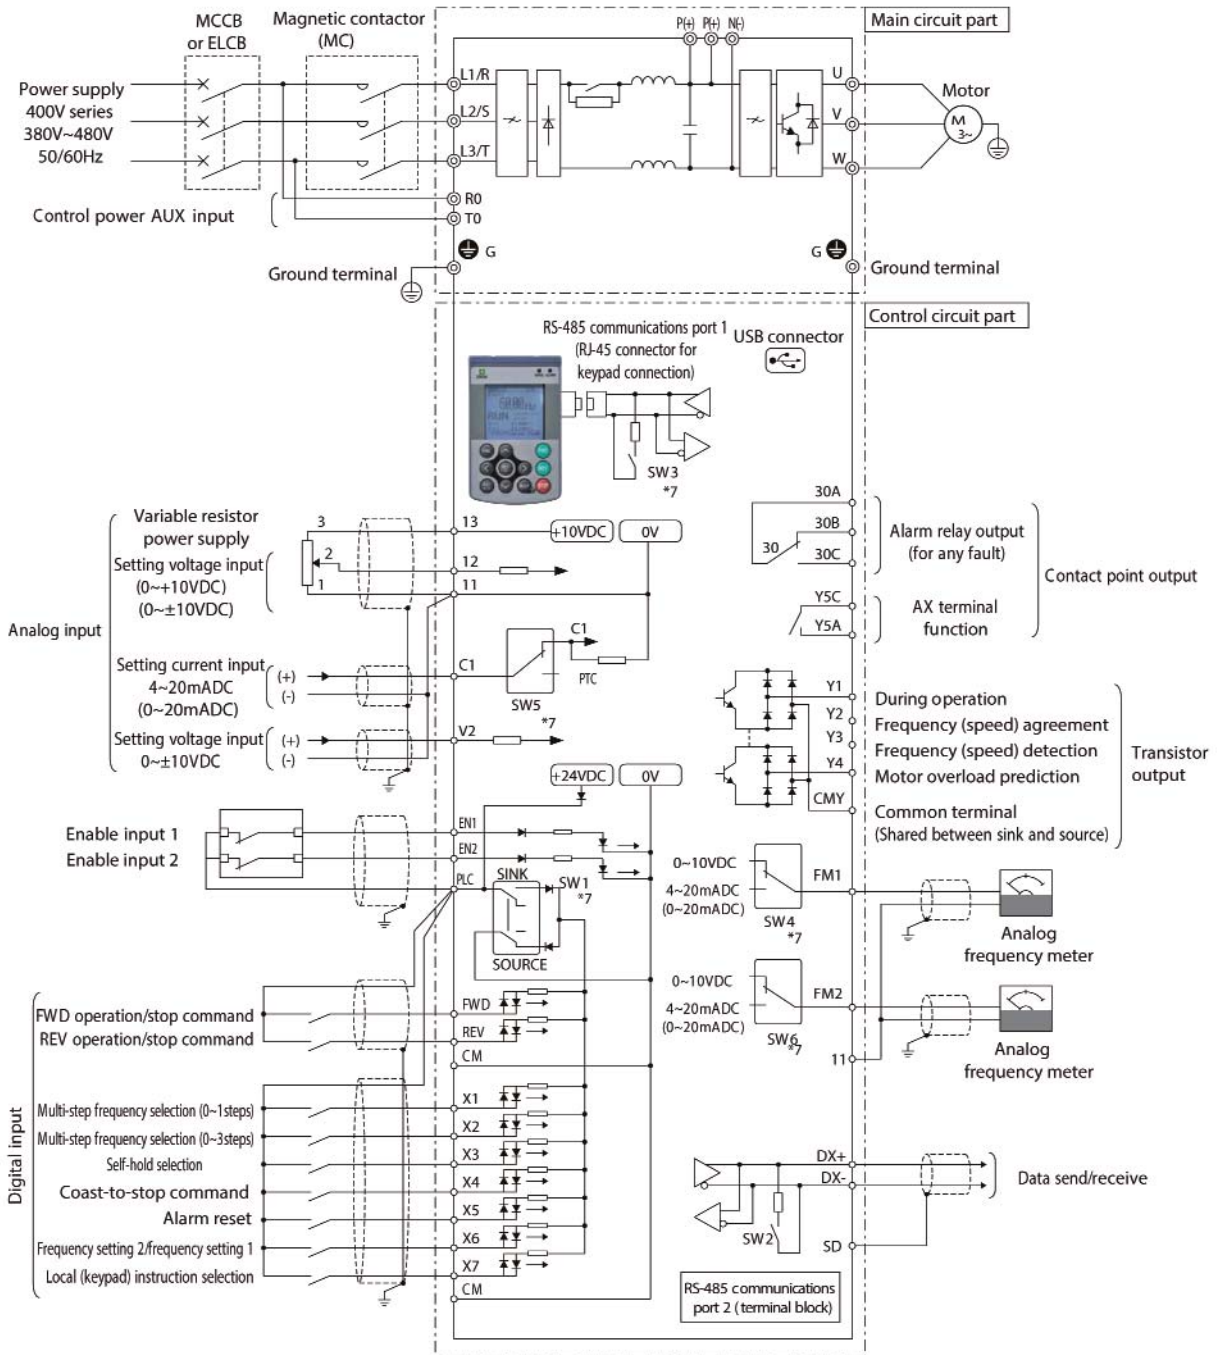 MCCB
or ELCB
Magnetic contactor
(MC)
P(+) P(+) N(-)
Main circuit part
Power supply
400V series
380V~480V
50/60Hz
L1/R
L2/S
L3/T
U
V
W
Motor
M
3~
Control power AUX input
R0
T0
G
G
Ground terminal
Ground terminal
Control circuit part
RS-485 communications port 1
(RJ-45 connector for
keypad connection)
USB connector
SW3
*7
Analog input
Variable resistor
power supply
Setting voltage input
(0~+10VDC)
(0~±10VDC)
3
2
1
13
12
11
+10VDC
0V
Setting current input
4~20mADC
(0~20mADC)
(+)
(-)
C1
C1
PTC
SW5
*7
Setting voltage input
0~±10VDC
(+)
(-)
V2
+24VDC
0V
30A
30B
30
30C
Alarm relay output
(for any fault)
Contact point output
Y5C
Y5A
AX terminal
function
Y1
Y2
Y3
Y4
CMY
During operation
Frequency (speed) agreement
Frequency (speed) detection
Motor overload prediction
Common terminal
(Shared between sink and source)
Transistor
output
Enable input 1
Enable input 2
EN1
EN2
PLC
SINK
SW1
*7
SOURCE
0~10VDC
4~20mADC
(0~20mADC)
SW4
*7
FM1
Analog
frequency meter
0~10VDC
4~20mADC
(0~20mADC)
SW6
*7
FM2
11
Analog
frequency meter
Digital input
FWD operation/stop command
REV operation/stop command
FWD
REV
CM
Multi-step frequency selection (0~1steps)
Multi-step frequency selection (0~3steps)
Self-hold selection
Coast-to-stop command
Alarm reset
Frequency setting 2/frequency setting 1
Local (keypad) instruction selection
X1
X2
X3
X4
X5
X6
X7
CM
DX+
DX-
SW2
SD
Data send/receive
RS-485 communications
port 2 (terminal block)